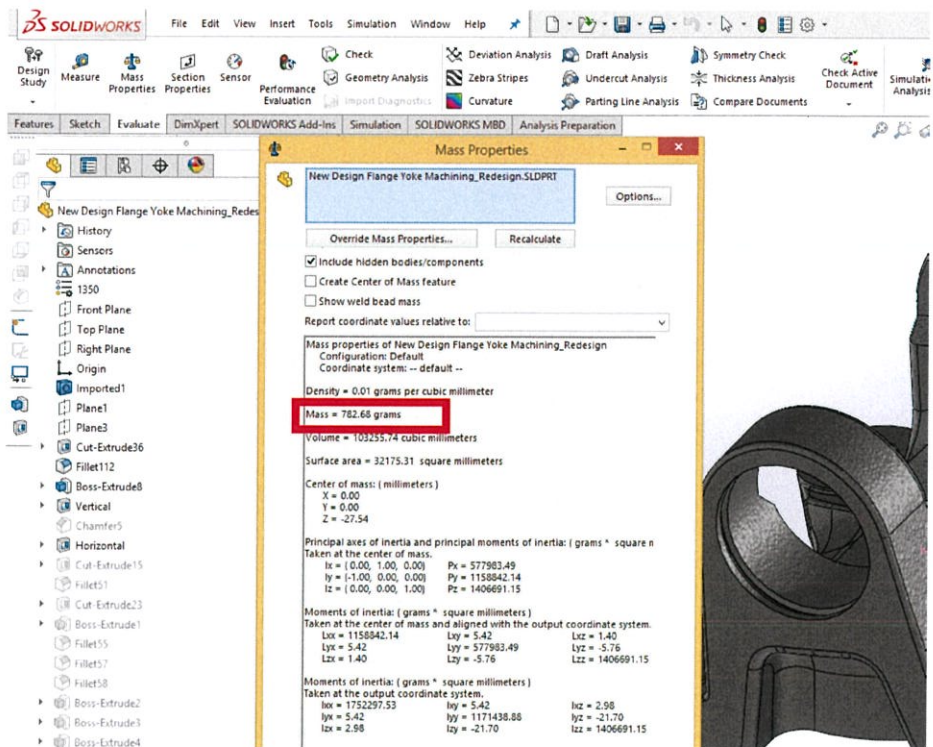 SOLIDWORKS File Edit View Insert Tools Simulation Window Help
Design Study
Measure
Mass Properties
Section Properties
Sensor
Performance Evaluation
Check
Geometry Analysis
Import Diagnostics
Deviation Analysis
Zebra Stripes
Curvature
Draft Analysis
Undercut Analysis
Parting Line Analysis
Symmetry Check
Thickness Analysis
Compare Documents
Check Active Document
Analysis
Features Sketch Evaluate DimXpert SOLIDWORKS Add-Ins Simulation SOLIDWORKS MBD Analysis Preparation
New Design Flange Yoke Machining_Redes
History
Sensors
Annotations
1350
Front Plane
Top Plane
Right Plane
Origin
Imported1
Plane1
Plane3
Cut-Extrude36
Fillet112
Boss-Extrude8
Vertical
Chamfer5
Horizontal
Cut-Extrude15
Fillet51
Cut-Extrude23
Boss-Extrude1
Fillet55
Fillet57
Fillet58
Boss-Extrude2
Boss-Extrude3
Boss-Extrude4
Mass Properties
New Design Flange Yoke Machining_Redesign.SLDPRT
Options...
Override Mass Properties... Recalculate
Include hidden bodies/components
Create Center of Mass feature
Show weld bead mass
Report coordinate values relative to:
Mass properties of New Design Flange Yoke Machining_Redesign
Configuration: Default
Coordinate system: -- default --
Density = 0.01 grams per cubic millimeter
Mass = 782.68 grams
Volume = 103255.74 cubic millimeters
Surface area = 32175.31 square millimeters
Center of mass: ( millimeters )
X = 0.00
Y = 0.00
Z = -27.54
Principal axes of inertia and principal moments of inertia: ( grams * square n
Taken at the center of mass.
Ix = ( 0.00, 1.00, 0.00) Px = 577983.49
Iy = (-1.00, 0.00, 0.00) Py = 1158842.14
Iz = ( 0.00, 0.00, 1.00) Pz = 1406691.15
Moments of inertia: ( grams * square millimeters )
Taken at the center of mass and aligned with the output coordinate system.
Lxx = 1158842.14 Lxy = 5.42 Lxz = 1.40
Lyx = 5.42 Lyy = 577983.49 Lyz = -5.76
Lzx = 1.40 Lzy = -5.76 Lzz = 1406691.15
Moments of inertia: ( grams * square millimeters )
Taken at the output coordinate system.
Ixx = 1752297.53 Ixy = 5.42 Ixz = 2.98
Iyx = 5.42 Iyy = 1171438.88 Iyz = -21.70
Izx = 2.98 Izy = -21.70 Izz = 1406691.15